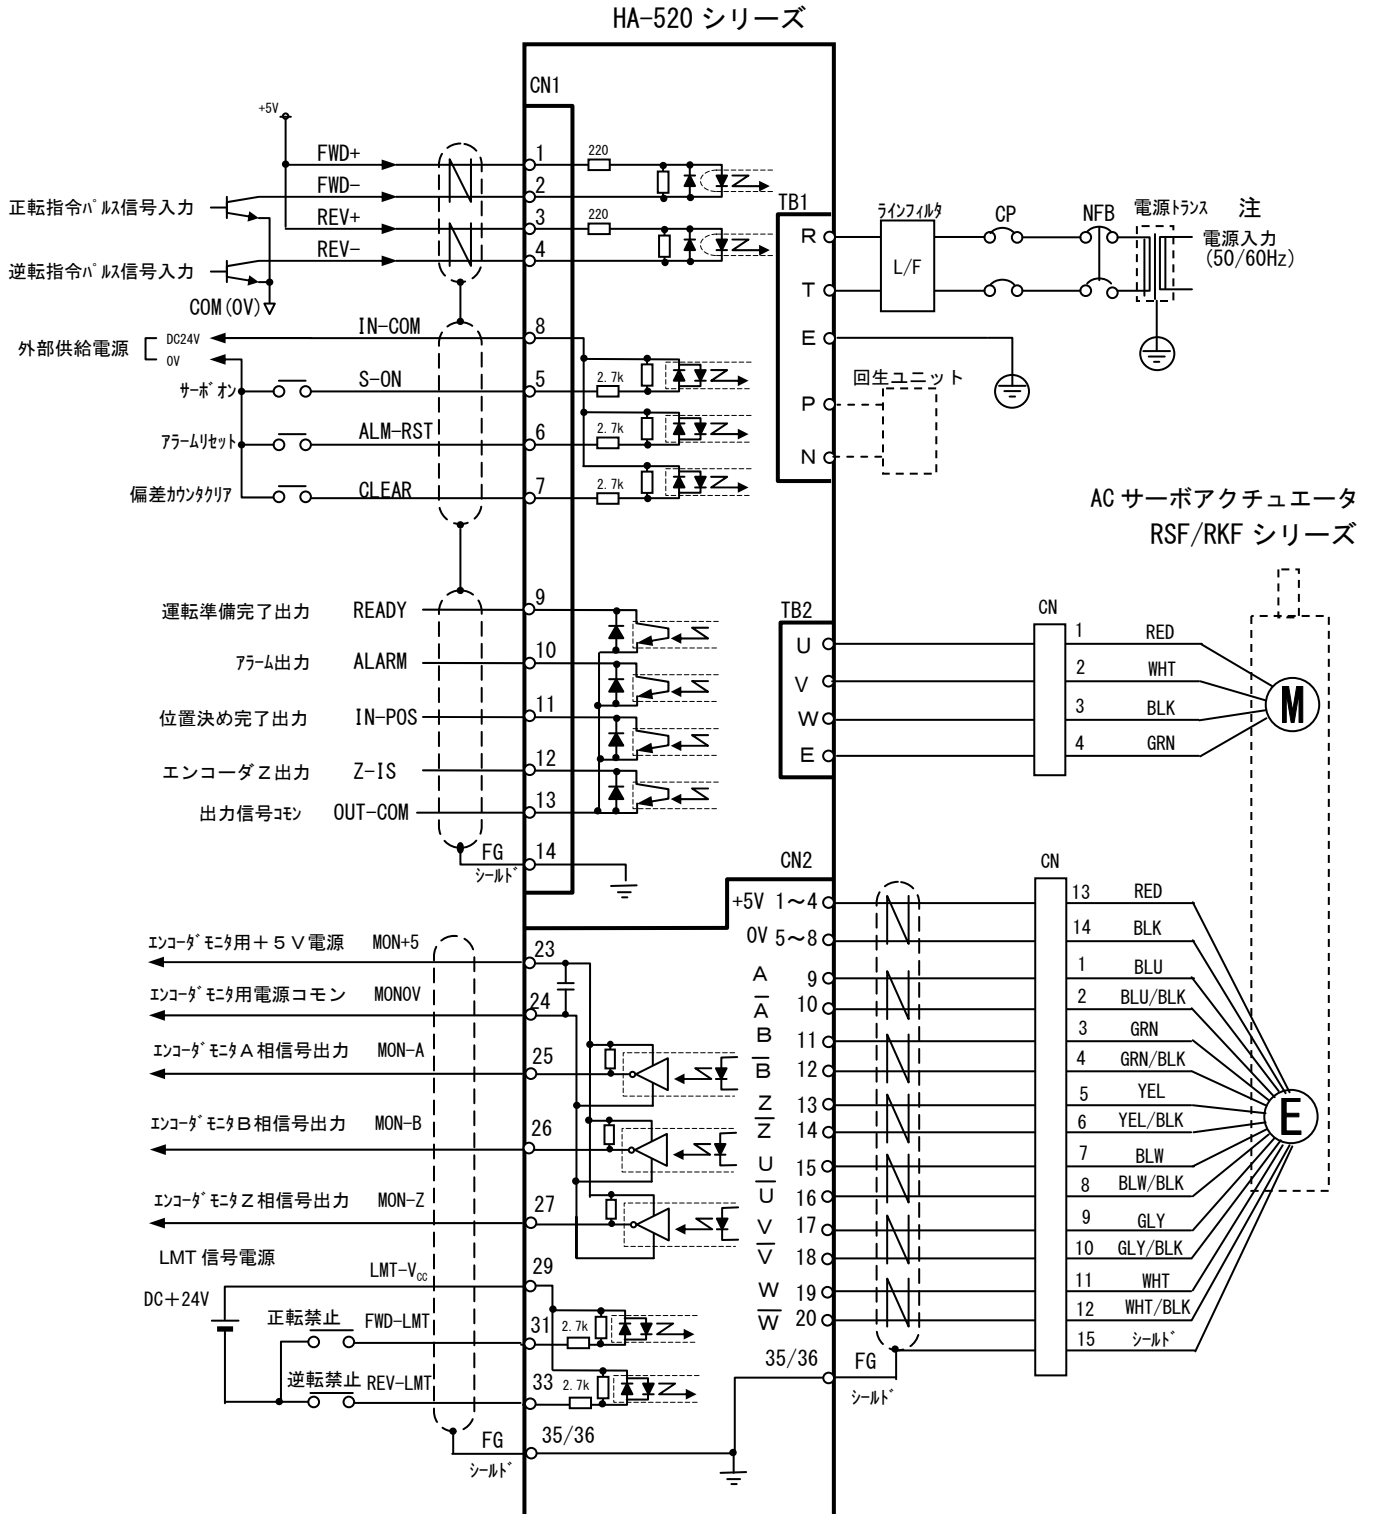 HA-520 シリーズ
CN1
+5V
FWD+
1
220
FWD-
2
正転指令ﾊﾟﾙｽ信号入力
REV+
3
220
REV-
4
逆転指令ﾊﾟﾙｽ信号入力
COM(0V)
IN-COM
8
外部供給電源
DC24V
0V
サーボオン
S-ON
5
2.7k
アラームリセット
ALM-RST
6
2.7k
偏差カウンタクリア
CLEAR
7
2.7k
運転準備完了出力
READY
9
アラーム出力
ALARM
10
位置決め完了出力
IN-POS
11
エンコーダＺ出力
Z-IS
12
出力信号コモン
OUT-COM
13
FG
14
シールド
エンコーダモニタ用＋５Ｖ電源
MON+5
23
エンコーダモニタ用電源コモン
MON0V
24
エンコーダモニタＡ相信号出力
MON-A
25
エンコーダモニタＢ相信号出力
MON-B
26
エンコーダモニタＺ相信号出力
MON-Z
27
LMT 信号電源
LMT-Vcc
29
DC＋24V
正転禁止
FWD-LMT
31
2.7k
逆転禁止
REV-LMT
33
2.7k
FG
35/36
シールド
TB1
R
T
E
P
N
ラインフィルタ
L/F
CP
NFB
電源トランス
注
電源入力
(50/60Hz)
回生ユニット
AC サーボアクチュエータ
RSF/RKF シリーズ
TB2
U
V
W
E
CN
1
RED
2
WHT
3
BLK
4
GRN
M
CN2
CN
+5V 1～4
13
RED
0V 5～8
14
BLK
A
9
1
BLU
A̅
10
2
BLU/BLK
B
11
3
GRN
B̅
12
4
GRN/BLK
Z
13
5
YEL
Z̅
14
6
YEL/BLK
U
15
7
BLW
U̅
16
8
BLW/BLK
V
17
9
GLY
V̅
18
10
GLY/BLK
W
19
11
WHT
W̅
20
12
WHT/BLK
15
シールド
35/36
FG
シールド
E